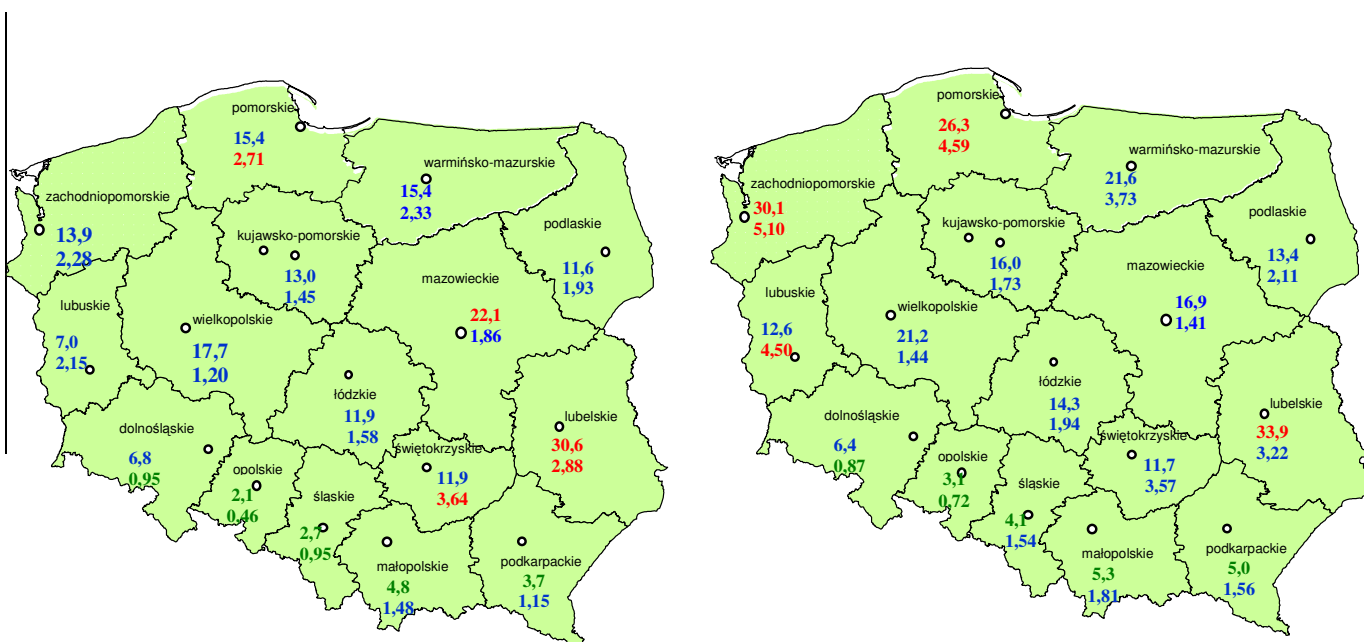 pomorskie
15,4
2,71
warmińsko-mazurskie
15,4
2,33
zachodniopomorskie
13,9
2,28
kujawsko-pomorskie
13,0
1,45
podlaskie
11,6
1,93
mazowieckie
22,1
1,86
lubuskie
7,0
2,15
wielkopolskie
17,7
1,20
łódzkie
11,9
1,58
lubelskie
30,6
2,88
dolnośląskie
6,8
0,95
opolskie
2,1
0,46
śląskie
2,7
0,95
świętokrzyskie
11,9
3,64
małopolskie
4,8
1,48
podkarpackie
3,7
1,15
pomorskie
26,3
4,59
warmińsko-mazurskie
21,6
3,73
zachodniopomorskie
30,1
5,10
kujawsko-pomorskie
16,0
1,73
podlaskie
13,4
2,11
mazowieckie
16,9
1,41
lubuskie
12,6
4,50
wielkopolskie
21,2
1,44
łódzkie
14,3
1,94
lubelskie
33,9
3,22
dolnośląskie
6,4
0,87
opolskie
3,1
0,72
śląskie
4,1
1,54
świętokrzyskie
11,7
3,57
małopolskie
5,3
1,81
podkarpackie
5,0
1,56